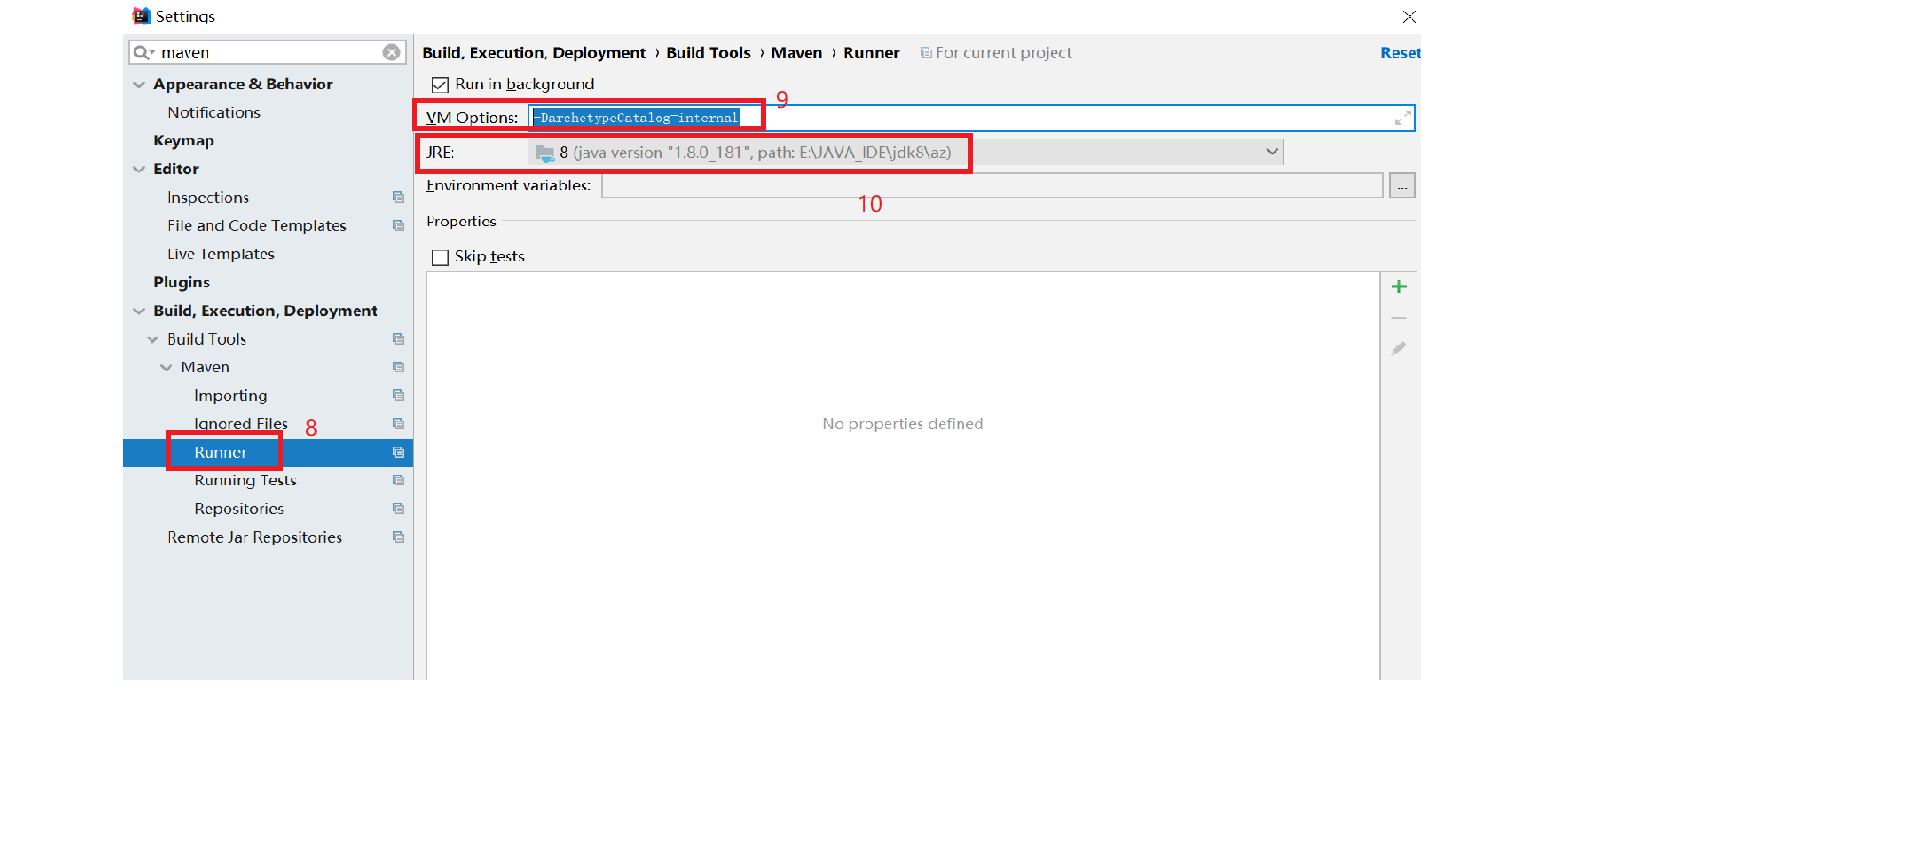 Settings
maven
Build, Execution, Deployment › Build Tools › Maven › Runner For current project Reset
Appearance & Behavior
Notifications
Keymap
Editor
Inspections
File and Code Templates
Live Templates
Plugins
Build, Execution, Deployment
Build Tools
Maven
Importing
Ignored Files
8
Runner
Running Tests
Repositories
Remote Jar Repositories
Run in background
9
VM Options: -DarchetypeCatalog=internal
JRE: 8 (java version "1.8.0_181", path: E:\JAVA_IDE\jdk8\az)
Environment variables: ...
10
Properties
Skip tests
No properties defined